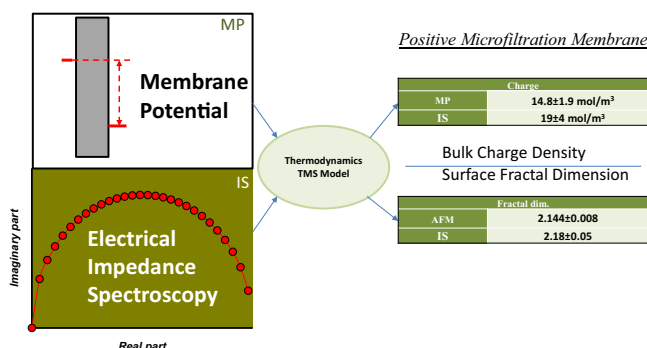 MP
Membrane
Potential
IS
Electrical
Impedance
Spectroscopy
Imaginary part
Real part
Thermodynamics
TMS Model
Positive Microfiltration Membrane
Charge
MP 14.8±1.9 mol/m³
IS 19±4 mol/m³
Bulk Charge Density
Surface Fractal Dimension
Fractal dim.
AFM 2.144±0.008
IS 2.18±0.05